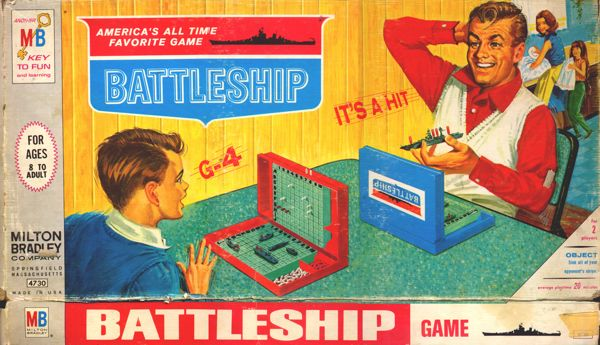 ANOTHER
MB
KEY
TO FUN
and learning
AMERICA'S ALL TIME
FAVORITE GAME
BATTLESHIP
IT'S A HIT
G-4
FOR
AGES
8 TO
ADULT
BATTLESHIP
MILTON
BRADLEY
COMPANY
SPRINGFIELD
MASSACHUSETTS
4730
MADE IN U.S.A.
For
2
players
OBJECT
Sink all of your
opponent's ships.
average playtime 20 minutes
MB
MILTON
BRADLEY
BATTLESHIP GAME